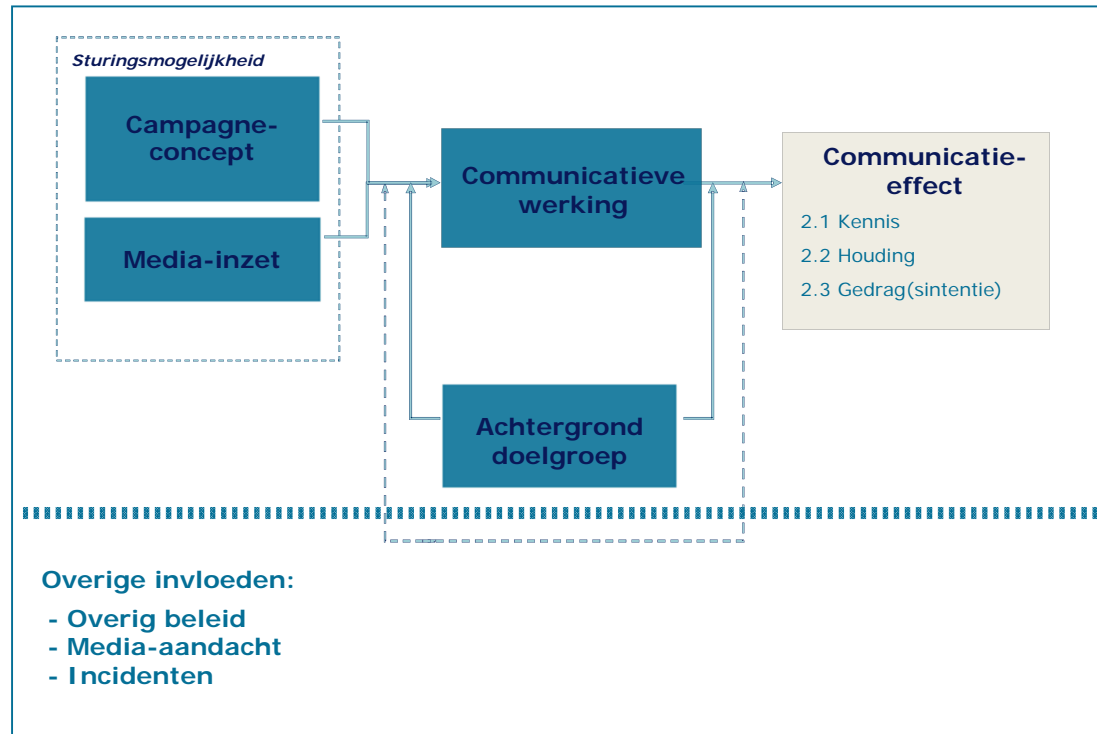 Sturingsmogelijkheid
Campagne-
concept
Media-inzet
Communicatieve
werking
Communicatie-
effect
2.1 Kennis
2.2 Houding
2.3 Gedrag(sintentie)
Achtergrond
doelgroep
Overige invloeden:
- Overig beleid
- Media-aandacht
- Incidenten